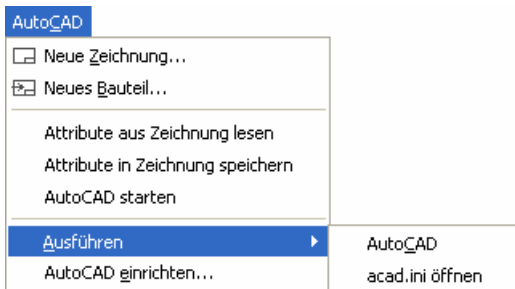 AutoCAD
Neue Zeichnung...
Neues Bauteil...
Attribute aus Zeichnung lesen
Attribute in Zeichnung speichern
AutoCAD starten
Ausführen
AutoCAD
AutoCAD einrichten...
acad.ini öffnen